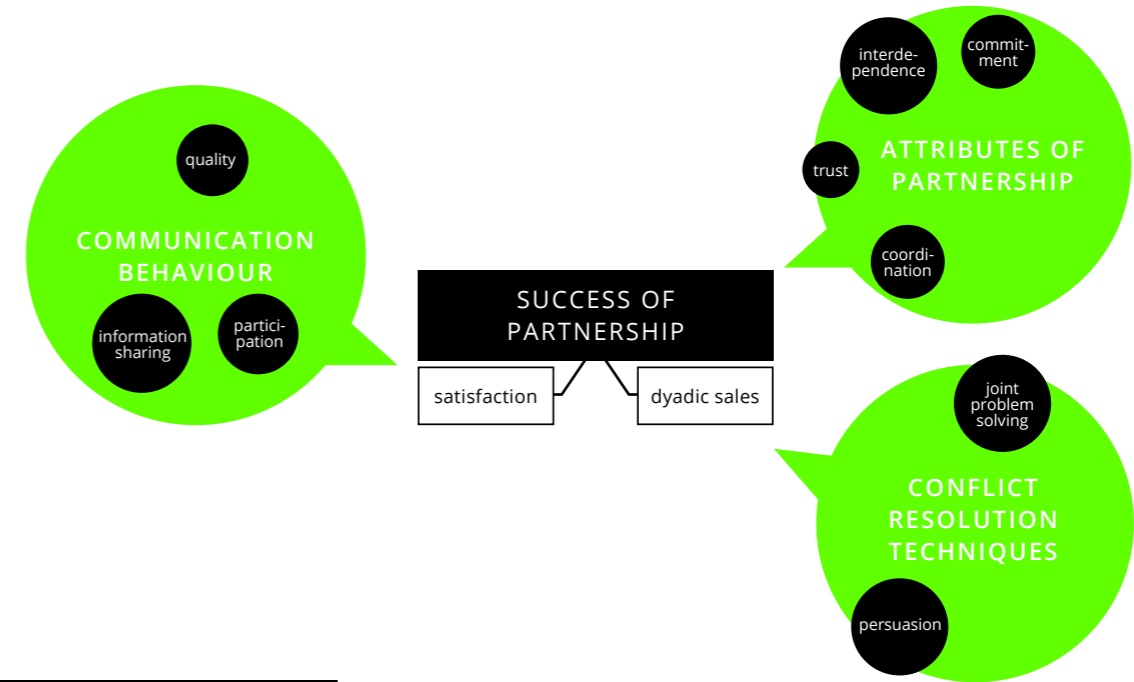 quality
COMMUNICATION
BEHAVIOUR
information
sharing
partici-
pation
SUCCESS OF
PARTNERSHIP
satisfaction
dyadic sales
interde-
pendence
commit-
ment
ATTRIBUTES OF
PARTNERSHIP
trust
coordi-
nation
joint
problem
solving
CONFLICT
RESOLUTION
TECHNIQUES
persuasion